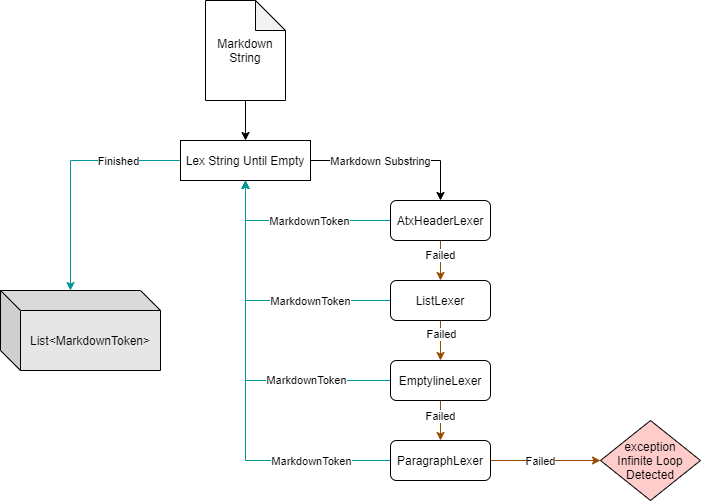 Markdown
String
Lex String Until Empty
Finished
Markdown Substring
AtxHeaderLexer
MarkdownToken
Failed
ListLexer
MarkdownToken
Failed
List<MarkdownToken>
EmptylineLexer
MarkdownToken
Failed
ParagraphLexer
MarkdownToken
Failed
exception
Infinite Loop
Detected